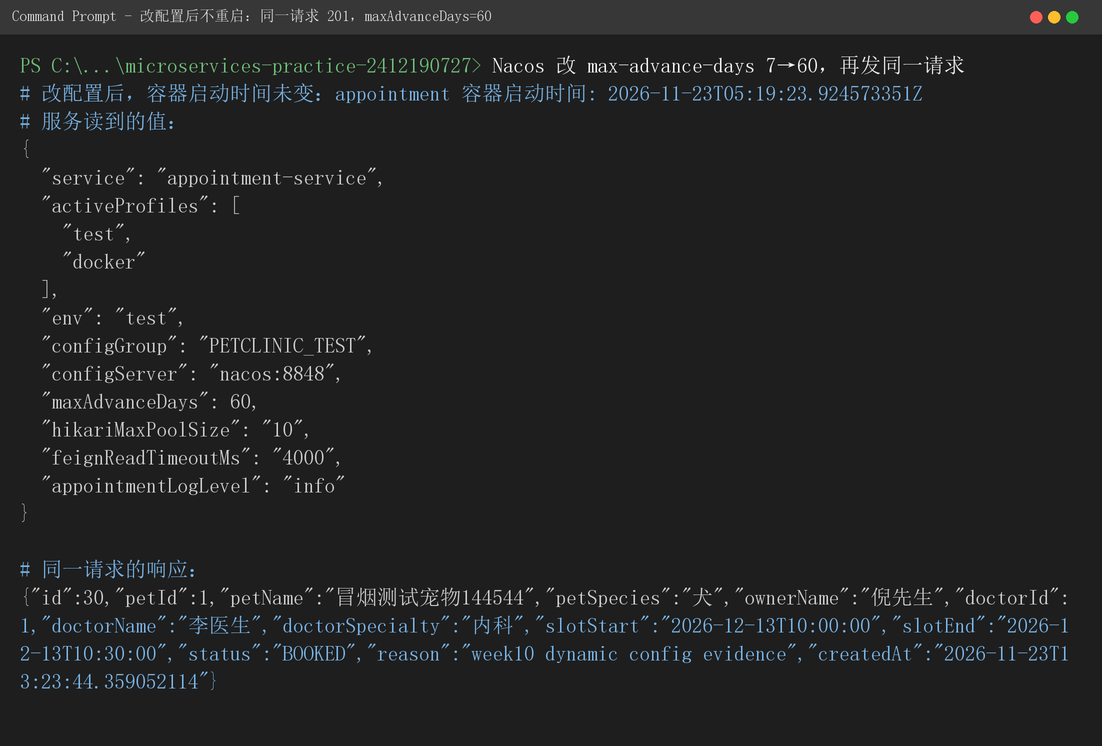 Command Prompt - 改配置后不重启: 同一请求 201, maxAdvanceDays=60
PS C:\...\microservices-practice-2412190727> Nacos 改 max-advance-days 7→60，再发同一请求
# 改配置后，容器启动时间未变：appointment 容器启动时间: 2026-11-23T05:19:23.924573351Z
# 服务读到的值：
{
  "service": "appointment-service",
  "activeProfiles": [
    "test",
    "docker"
  ],
  "env": "test",
  "configGroup": "PETCLINIC_TEST",
  "configServer": "nacos:8848",
  "maxAdvanceDays": 60,
  "hikariMaxPoolSize": "10",
  "feignReadTimeoutMs": "4000",
  "appointmentLogLevel": "info"
}
# 同一请求的响应：
{"id":30,"petId":1,"petName":"冒烟测试宠物144544","petSpecies":"犬","ownerName":"倪先生","doctorId":
1,"doctorName":"李医生","doctorSpecialty":"内科","slotStart":"2026-12-13T10:00:00","slotEnd":"2026-1
2-13T10:30:00","status":"BOOKED","reason":"week10 dynamic config evidence","createdAt":"2026-11-23T1
3:23:44.359052114"}